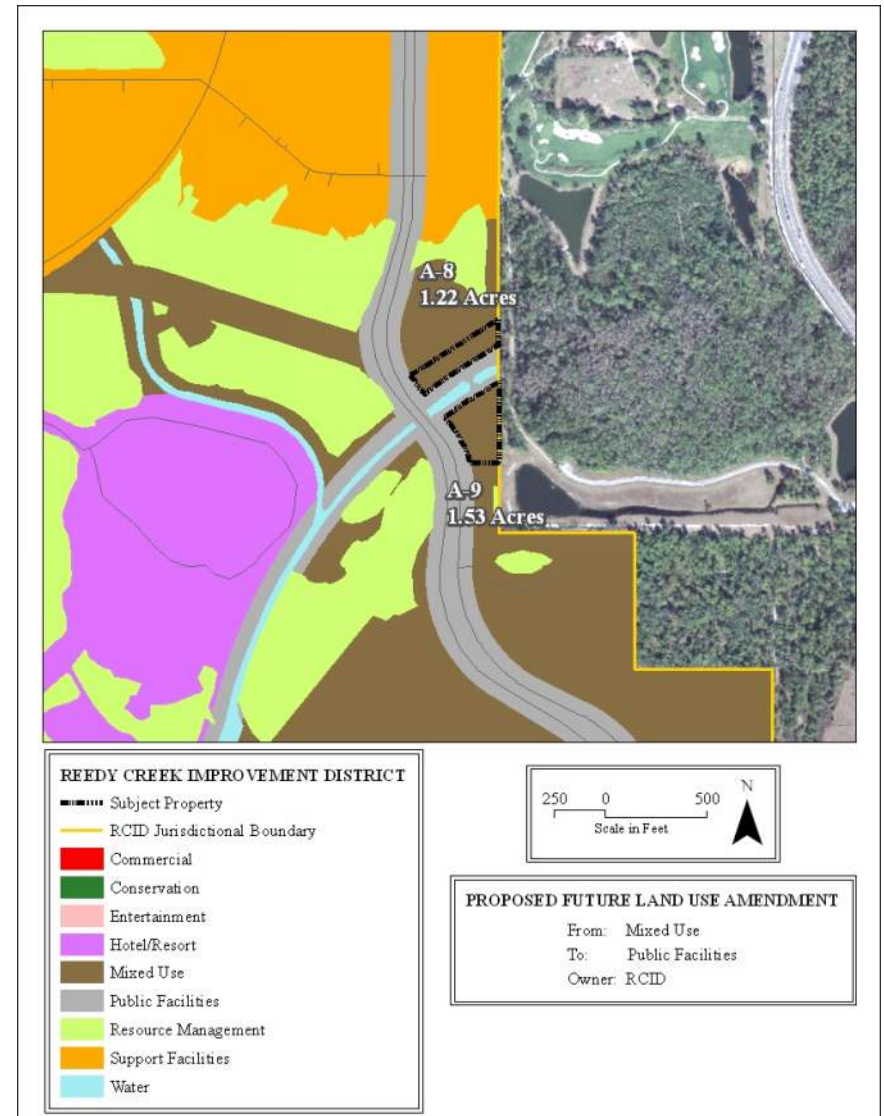 A-8
1.22 Acres
A-9
1.53 Acres
REEDY CREEK IMPROVEMENT DISTRICT
Subject Property
RCID Jurisdictional Boundary
Commercial
Conservation
Entertainment
Hotel/Resort
Mixed Use
Public Facilities
Resource Management
Support Facilities
Water
250 0 500
Scale in Feet
N
PROPOSED FUTURE LAND USE AMENDMENT
From: Mixed Use
To: Public Facilities
Owner: RCID